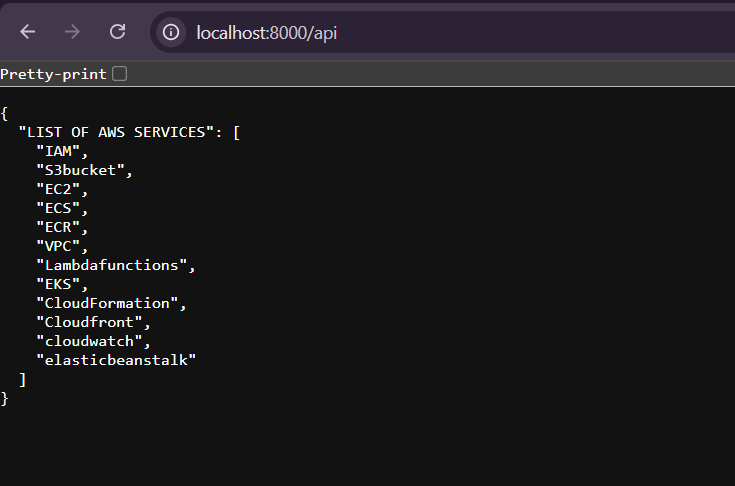 localhost:8000/api
Pretty-print
{
"LIST OF AWS SERVICES": [
"IAM",
"S3bucket",
"EC2",
"ECS",
"ECR",
"VPC",
"Lambdafunctions",
"EKS",
"CloudFormation",
"Cloudfront",
"cloudwatch",
"elasticbeanstalk"
]
}